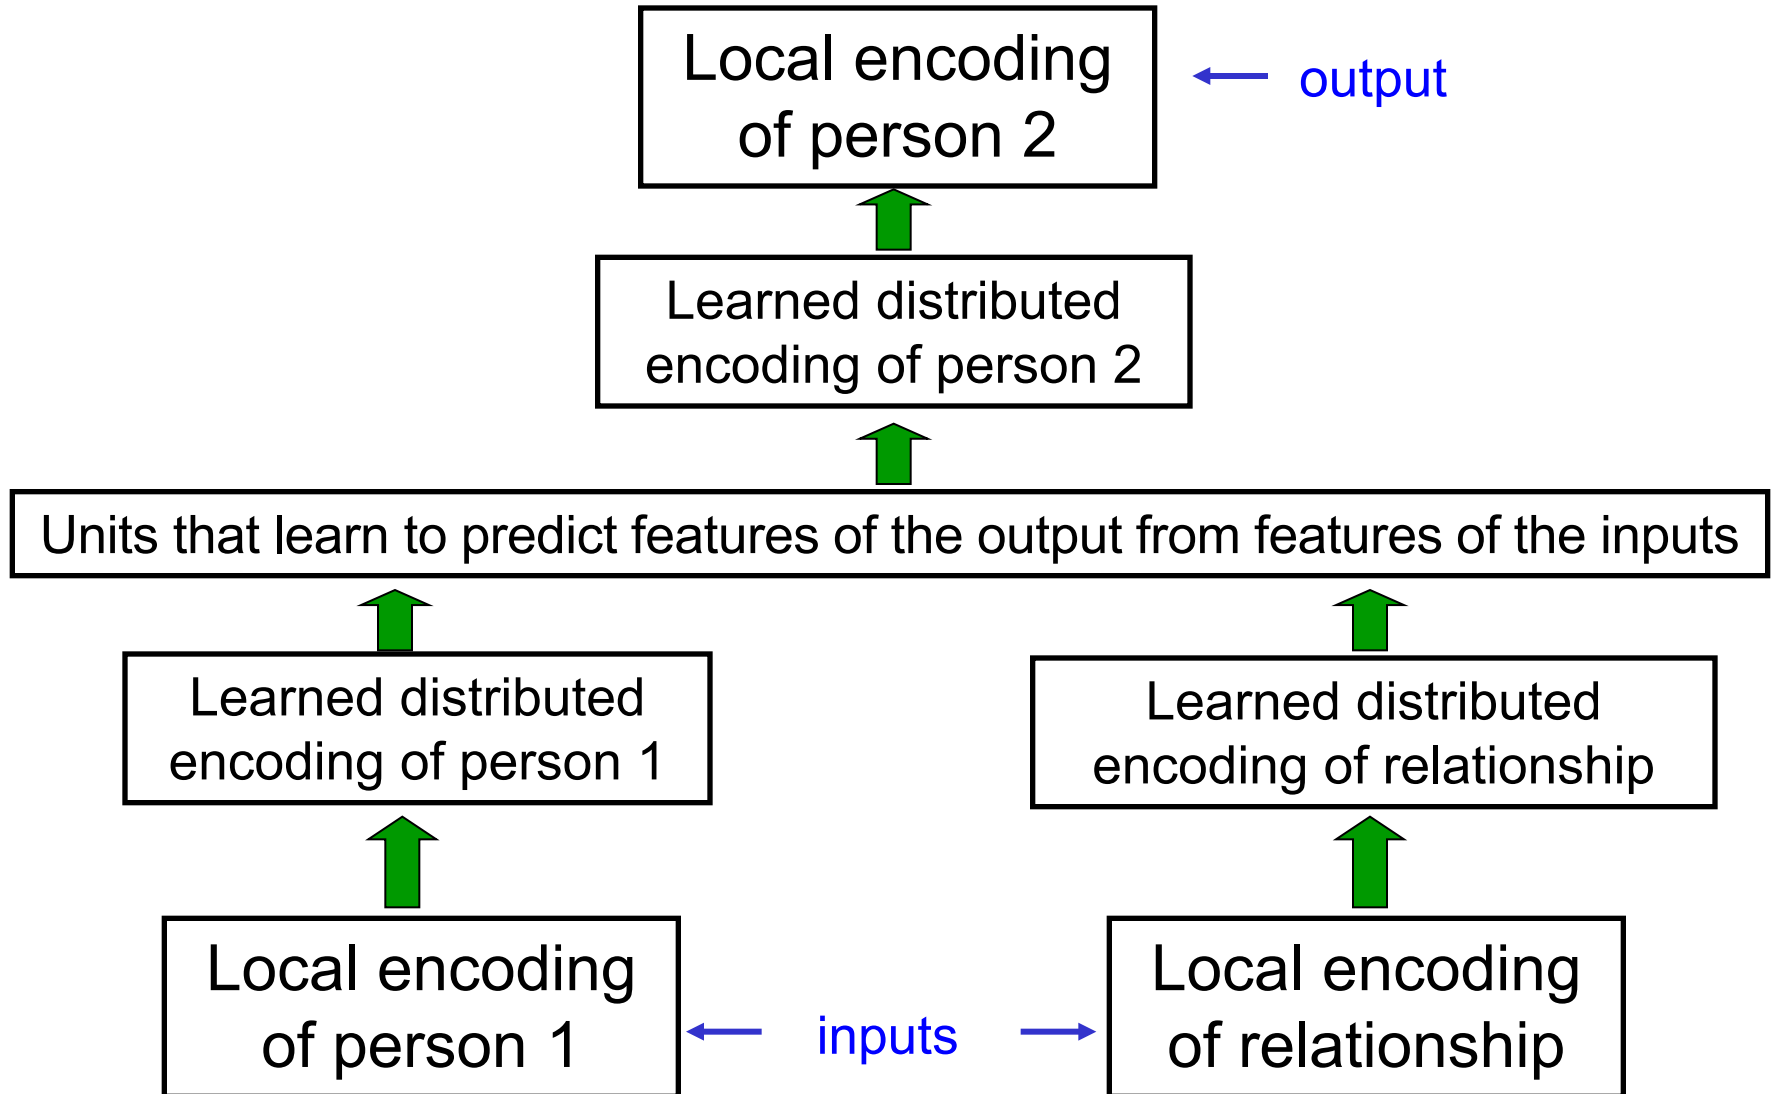 Local encoding
of person 2
output
Learned distributed
encoding of person 2
Units that learn to predict features of the output from features of the inputs
Learned distributed
encoding of person 1
Learned distributed
encoding of relationship
Local encoding
of person 1
inputs
Local encoding
of relationship